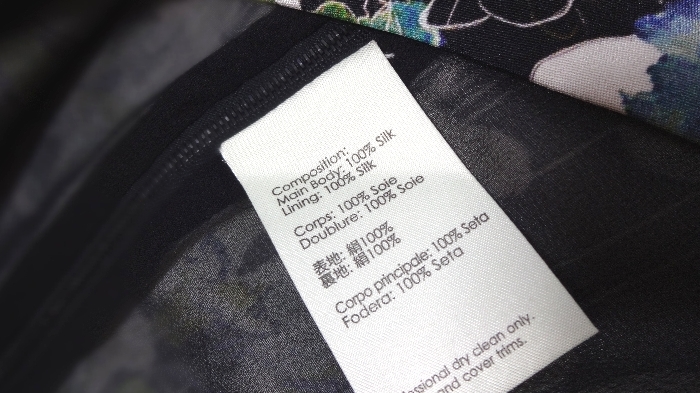 Composition:
Main Body: 100% Silk
Lining: 100% Silk
Corps: 100% Soie
Doublure: 100% Soie
表地: 絹100%
裏地: 絹100%
Corpo principale: 100% Seta
Fodera: 100% Seta
dry clean only.
and cover trims.